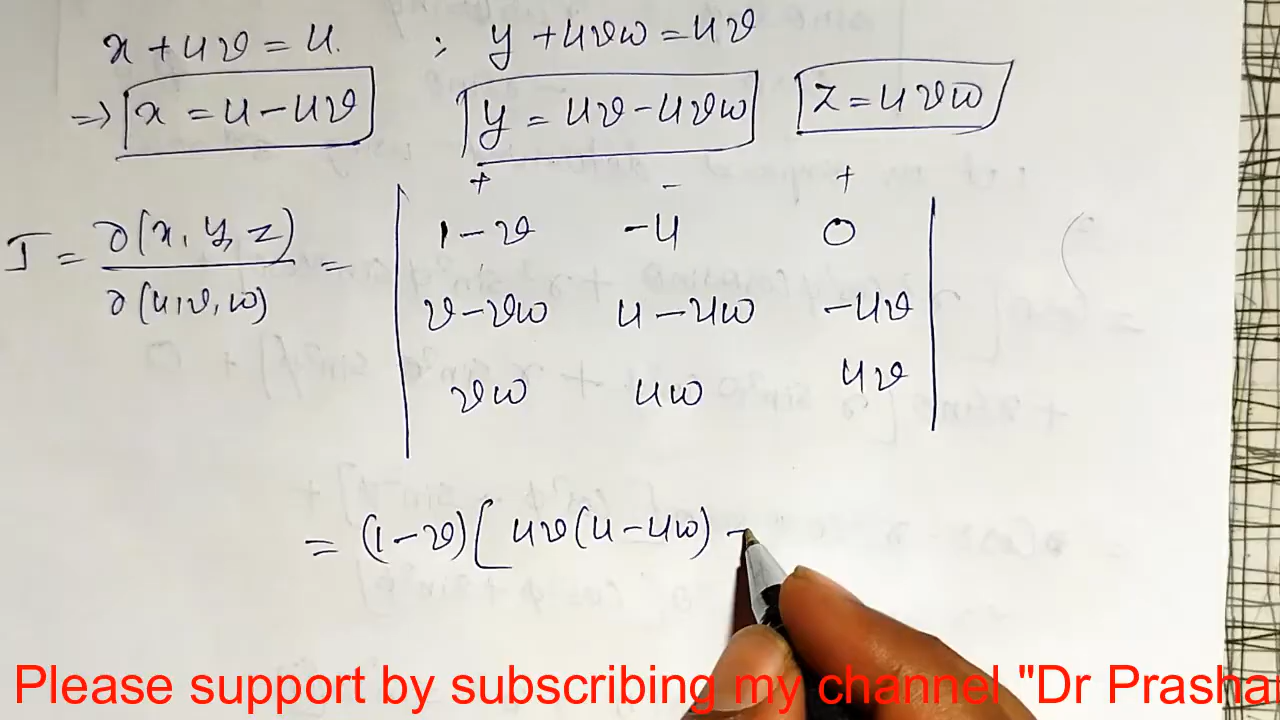 x + uv = u. ; y + uvw = uv
⇒ x = u − uv y = uv − uvw z = uvw
+ − +
J = ∂(x, y, z) / ∂(u, v, w) = | 1 − v −u 0 |
| v − vw u − uw −uv |
| vw uw uv |
= (1 − v) [ uv(u − uw) −
Please support by subscribing my channel "Dr Prasha